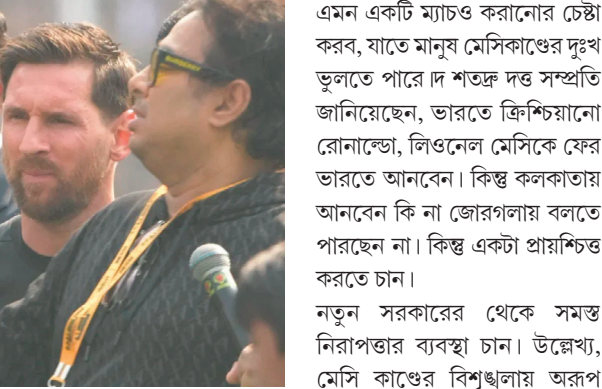 এমন একটি ম্যাচও করানোর চেষ্টা
করব, যাতে মানুষ মেসিকাণ্ডের দুঃখ
ভুলতে পারে।দ শতদ্রু দত্ত সম্প্রতি
জানিয়েছেন, ভারতে ক্রিশ্চিয়ানো
রোনাল্ডো, লিওনেল মেসিকে ফের
ভারতে আনবেন। কিন্তু কলকাতায়
আনবেন কি না জোরগলায় বলতে
পারছেন না। কিন্তু একটা প্রায়শ্চিত্ত
করতে চান।
নতুন সরকারের থেকে সমস্ত
নিরাপত্তার ব্যবস্থা চান। উল্লেখ্য,
মেসি কাণ্ডের বিশৃঙ্খলায় অরূপ